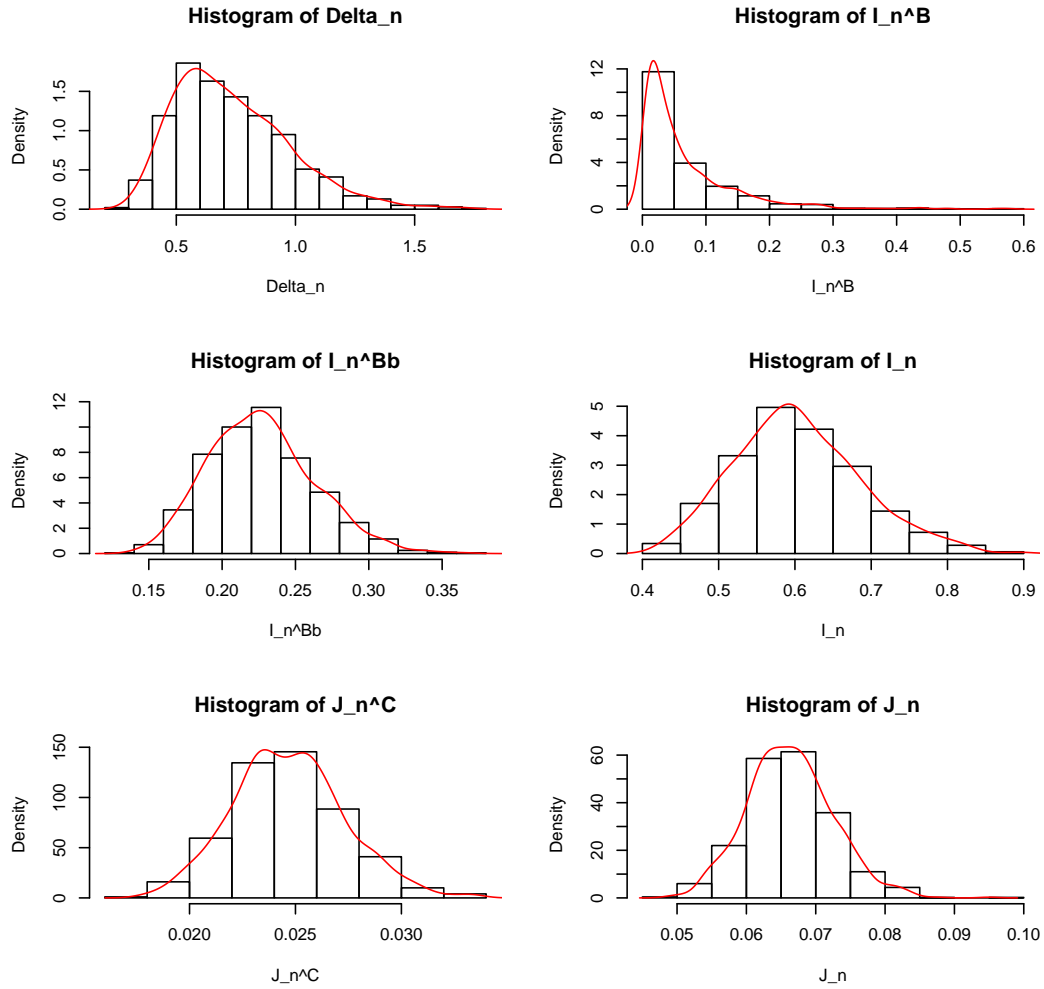 Histogram of Delta_n
Density
0.0 0.5 1.0 1.5
0.5 1.0 1.5
Delta_n
Histogram of I_n^B
Density
0 4 8 12
0.0 0.1 0.2 0.3 0.4 0.5 0.6
I_n^B
Histogram of I_n^Bb
Density
0 2 4 6 8 10 12
0.15 0.20 0.25 0.30 0.35
I_n^Bb
Histogram of I_n
Density
0 1 2 3 4 5
0.4 0.5 0.6 0.7 0.8 0.9
I_n
Histogram of J_n^C
Density
0 50 100 150
0.020 0.025 0.030
J_n^C
Histogram of J_n
Density
0 20 40 60
0.05 0.06 0.07 0.08 0.09 0.10
J_n